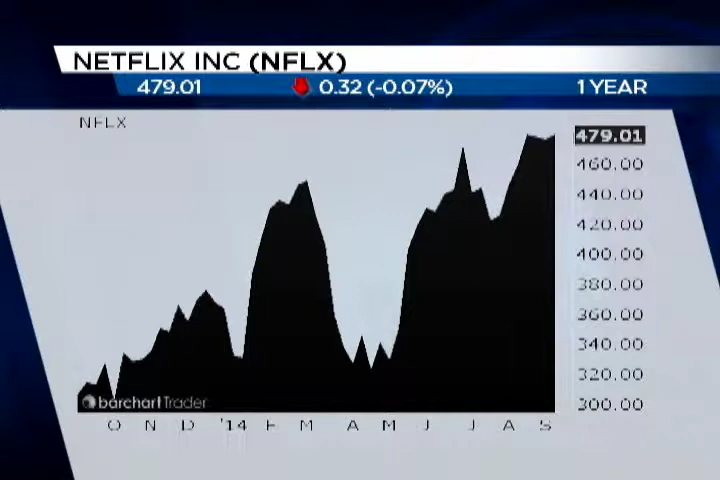 NETFLIX INC (NFLX)
479.01 0.32 (-0.07%) 1 YEAR
NFLX
479.01
460.00
440.00
420.00
400.00
380.00
360.00
340.00
320.00
300.00
barchart Trader
O N D '14 F M A M J J A S